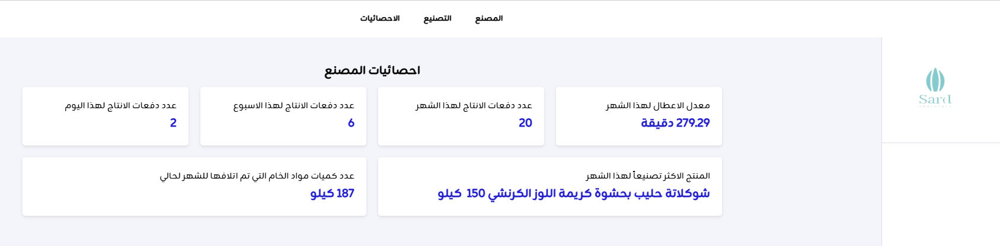 المصنع
التصنيع
الاحصائيات
Sard
احصائيات المصنع
معدل الاعطال لهذا الشهر
279.29 دقيقة
عدد دفعات الانتاج لهذا الشهر
20
عدد دفعات الانتاج لهذا الاسبوع
6
عدد دفعات الانتاج لهذا اليوم
2
المنتج الاكثر تصنيعاً لهذا الشهر
شوكلاتة حليب بحشوة كريمة اللوز الكرنشي 150 كيلو
عدد كميات مواد الخام التي تم اتلافها للشهر لحالي
187 كيلو